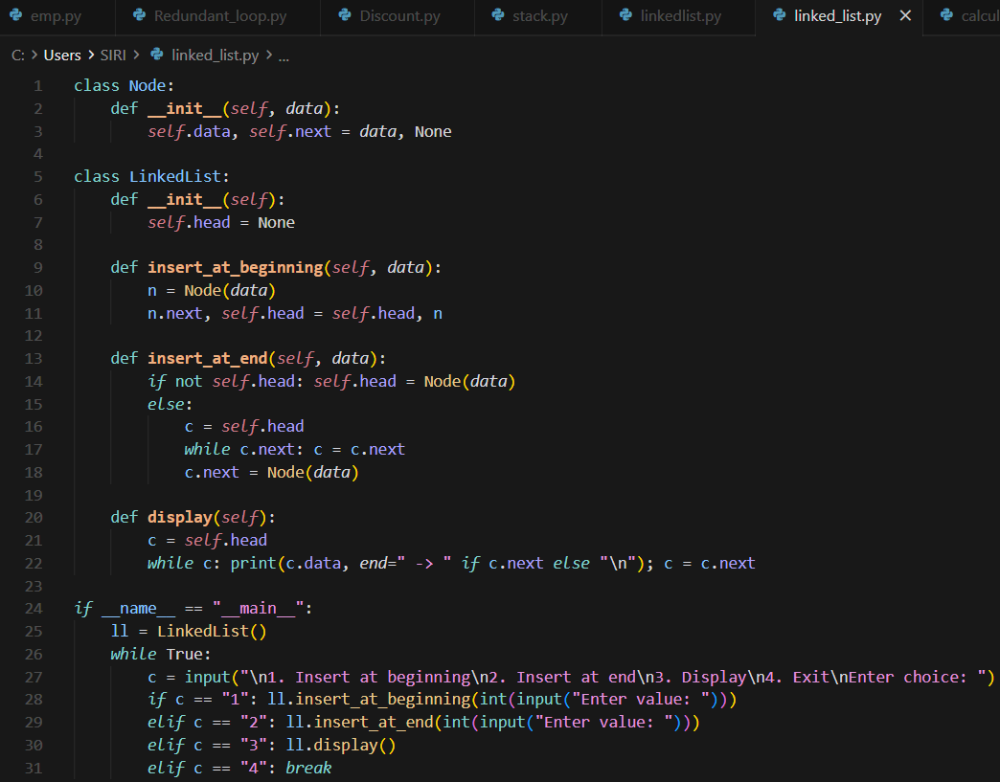 emp.py Redundant_loop.py Discount.py stack.py linkedlist.py linked_list.py × calcul
C: > Users > SIRI > linked_list.py > ...
1 class Node:
2     def __init__(self, data):
3         self.data, self.next = data, None
4
5 class LinkedList:
6     def __init__(self):
7         self.head = None
8
9     def insert_at_beginning(self, data):
10         n = Node(data)
11         n.next, self.head = self.head, n
12
13     def insert_at_end(self, data):
14         if not self.head: self.head = Node(data)
15         else:
16             c = self.head
17             while c.next: c = c.next
18             c.next = Node(data)
19
20     def display(self):
21         c = self.head
22         while c: print(c.data, end=" -> " if c.next else "\n"); c = c.next
23
24 if __name__ == "__main__":
25     ll = LinkedList()
26     while True:
27         c = input("\n1. Insert at beginning\n2. Insert at end\n3. Display\n4. Exit\nEnter choice: ")
28         if c == "1": ll.insert_at_beginning(int(input("Enter value: ")))
29         elif c == "2": ll.insert_at_end(int(input("Enter value: ")))
30         elif c == "3": ll.display()
31         elif c == "4": break